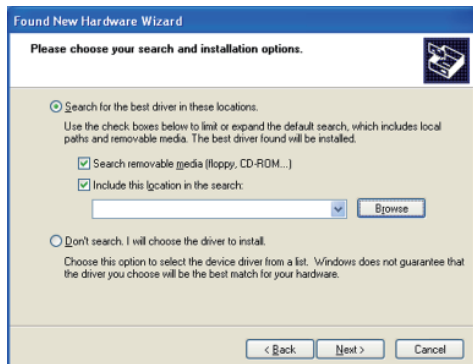 Found New Hardware Wizard
Please choose your search and installation options.
Search for the best driver in these locations.
Use the check boxes below to limit or expand the default search, which includes local
paths and removable media. The best driver found will be installed.
Search removable media (floppy, CD-ROM...)
Include this location in the search:
Browse
Don't search. I will choose the driver to install.
Choose this option to select the device driver from a list. Windows does not guarantee that
the driver you choose will be the best match for your hardware.
< Back Next > Cancel